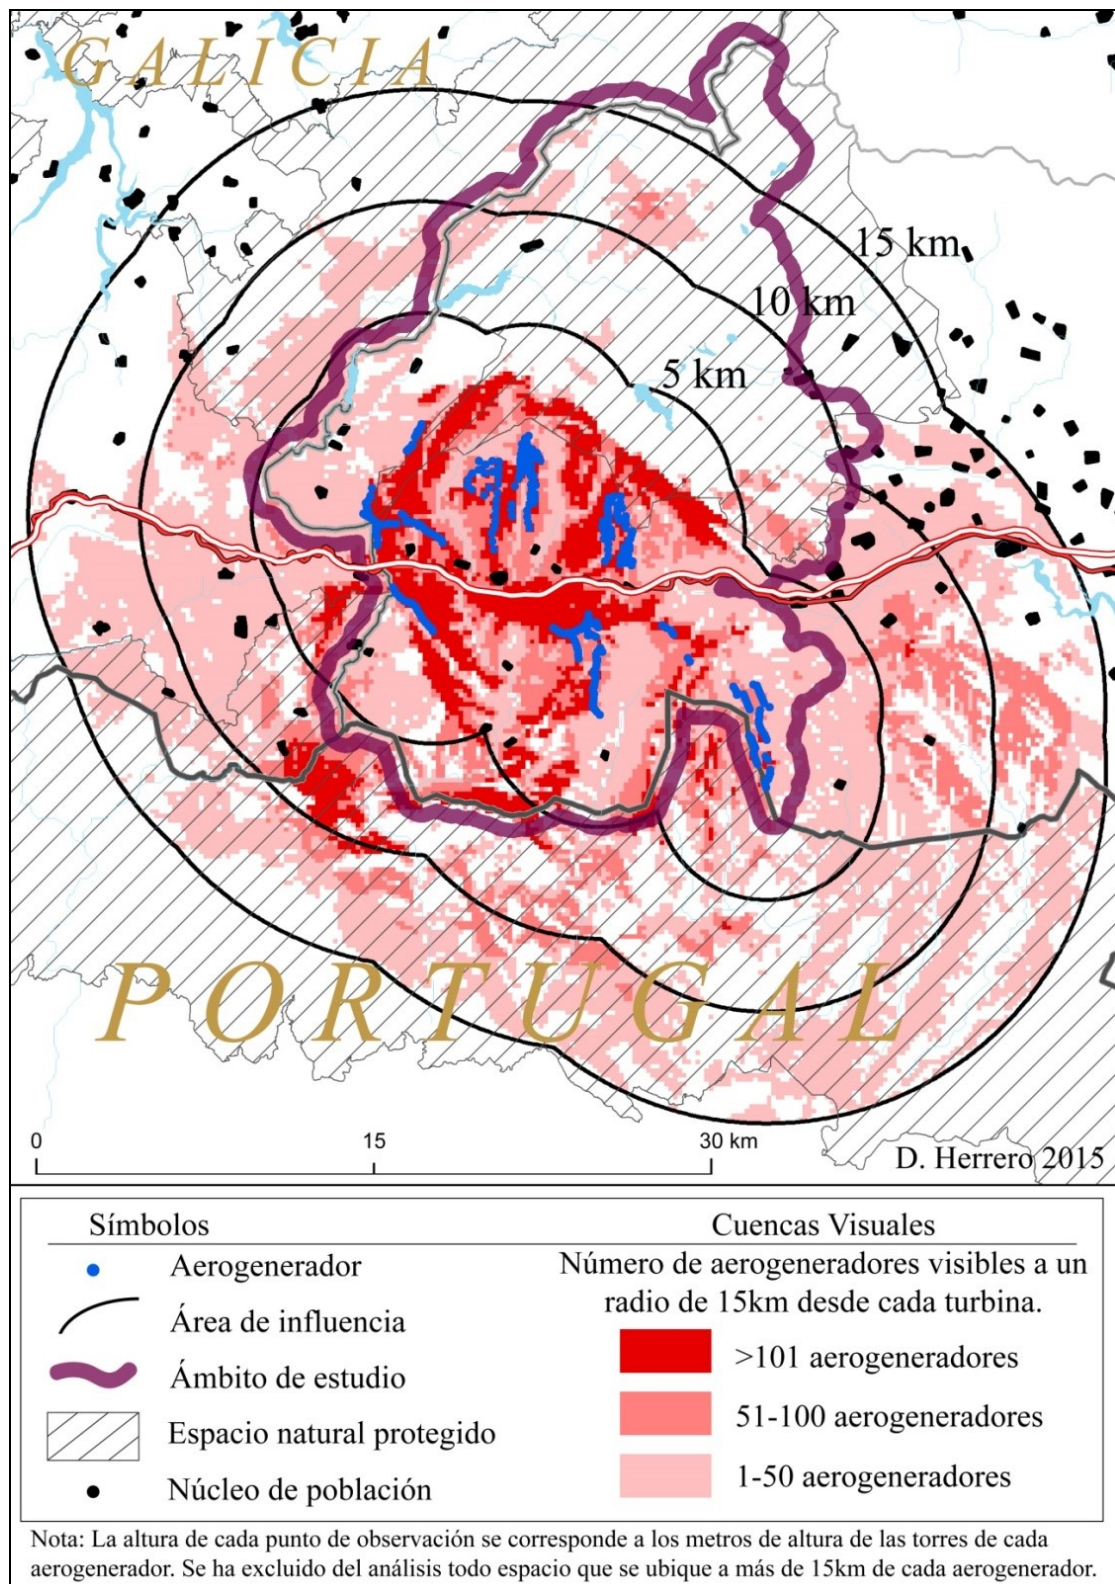 GALICIA
15 km
10 km
5 km
PORTUGAL
0 15 30 km
D. Herrero 2015
Símbolos
Aerogenerador
Área de influencia
Ámbito de estudio
Espacio natural protegido
Núcleo de población
Cuencas Visuales
Número de aerogeneradores visibles a un
radio de 15km desde cada turbina.
>101 aerogeneradores
51-100 aerogeneradores
1-50 aerogeneradores
Nota: La altura de cada punto de observación se corresponde a los metros de altura de las torres de cada
aerogenerador. Se ha excluido del análisis todo espacio que se ubique a más de 15km de cada aerogenerador.